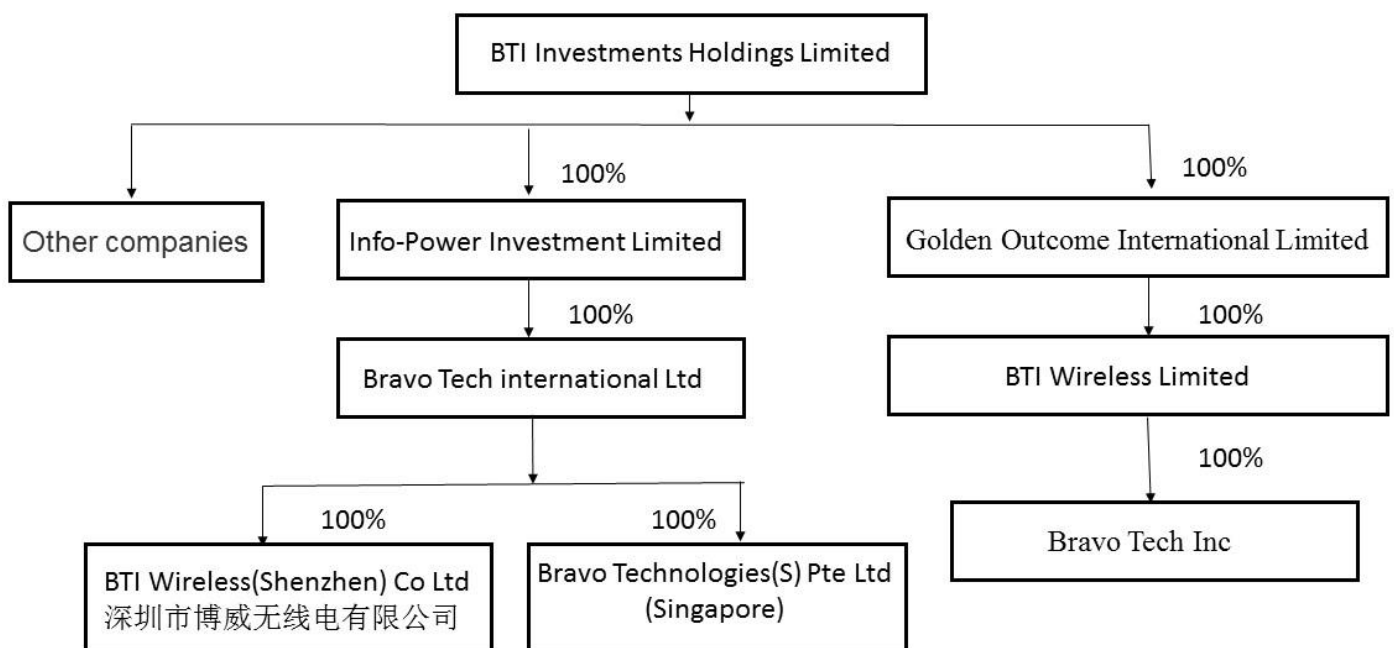 BTI Investments Holdings Limited
100%
100%
Other companies
Info-Power Investment Limited
Golden Outcome International Limited
100%
100%
Bravo Tech international Ltd
BTI Wireless Limited
100%
100%
100%
BTI Wireless(Shenzhen) Co Ltd
深圳市博威无线电有限公司
Bravo Technologies(S) Pte Ltd
(Singapore)
Bravo Tech Inc